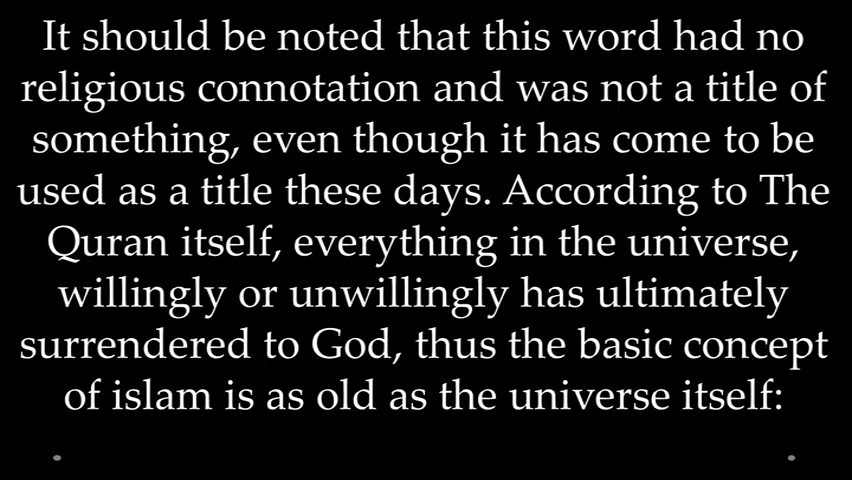 It should be noted that this word had no
religious connotation and was not a title of
something, even though it has come to be
used as a title these days. According to The
Quran itself, everything in the universe,
willingly or unwillingly has ultimately
surrendered to God, thus the basic concept
of islam is as old as the universe itself: